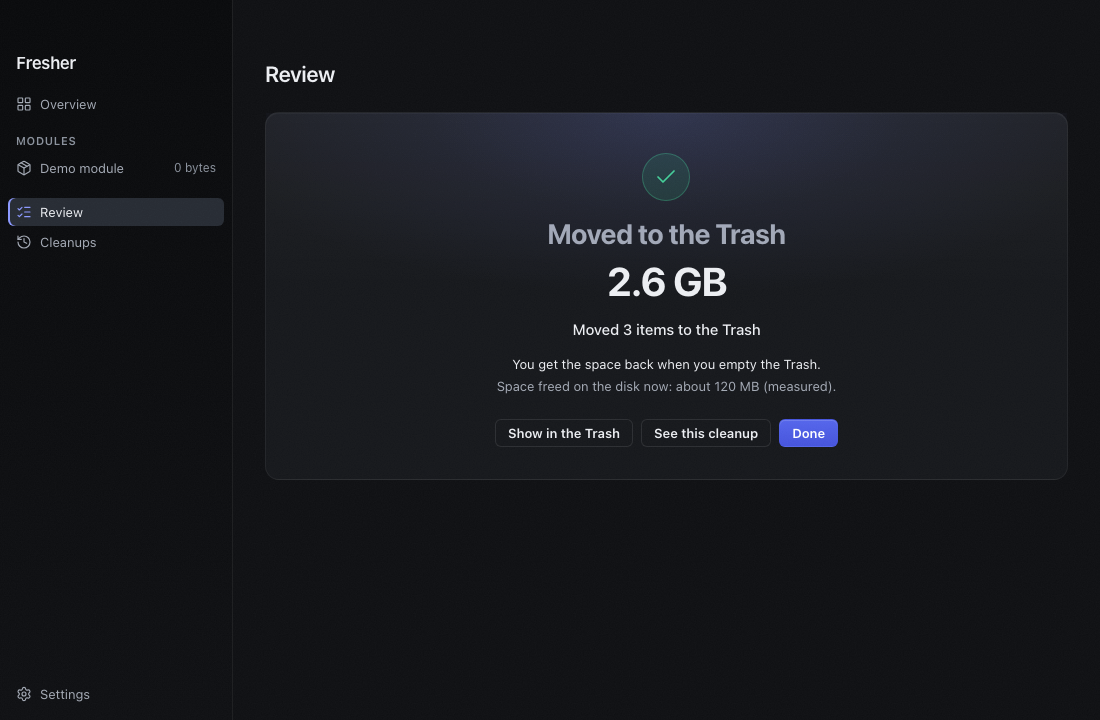 Fresher
Overview
MODULES
Demo module 0 bytes
Review
Cleanups
Settings
Review
Moved to the Trash
2.6 GB
Moved 3 items to the Trash
You get the space back when you empty the Trash.
Space freed on the disk now: about 120 MB (measured).
Show in the Trash See this cleanup Done